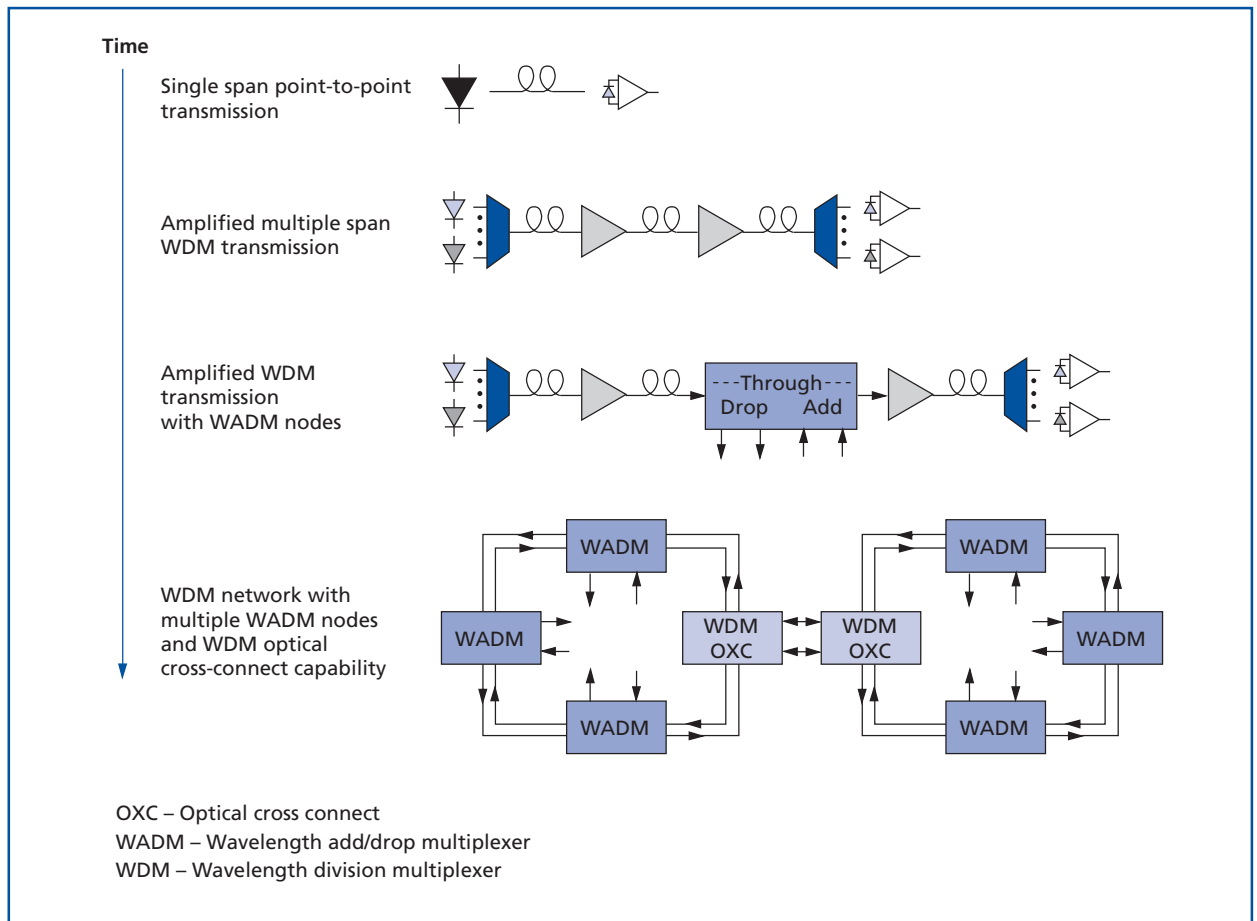 Time
Single span point-to-point
transmission
Amplified multiple span
WDM transmission
Amplified WDM
transmission
with WADM nodes
---Through---
Drop Add
WDM network with
multiple WADM nodes
and WDM optical
cross-connect capability
WADM
WADM
WADM
WDM
OXC
WADM
WDM
OXC
WADM
WADM
WADM
OXC – Optical cross connect
WADM – Wavelength add/drop multiplexer
WDM – Wavelength division multiplexer